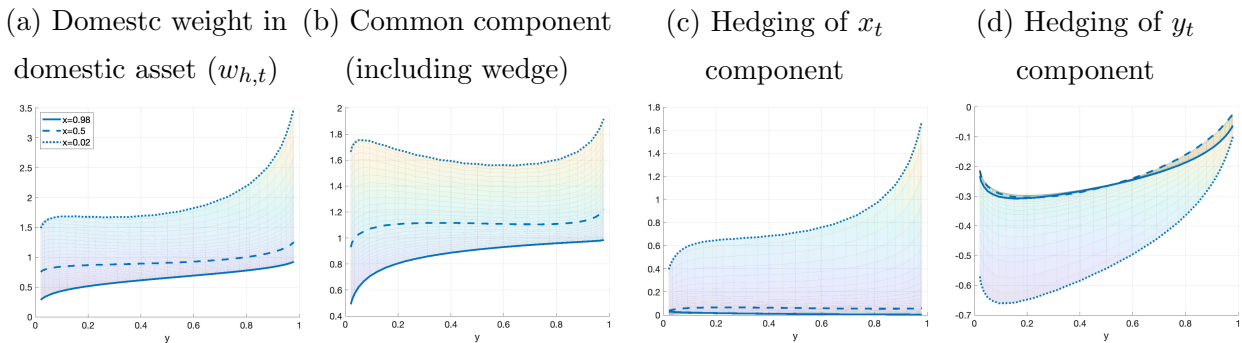 (a) Domestc weight in
domestic asset (w_{h,t})
(b) Common component
(including wedge)
(c) Hedging of x_t
component
(d) Hedging of y_t
component
3.5
3
2.5
2
1.5
1
0.5
0
x=0.98
x=0.5
x=0.02
0 0.2 0.4 0.6 0.8 1
y
2
1.8
1.6
1.4
1.2
1
0.8
0.6
0.4
0 0.2 0.4 0.6 0.8 1
y
1.8
1.6
1.4
1.2
1
0.8
0.6
0.4
0.2
0
0 0.2 0.4 0.6 0.8 1
y
0
-0.1
-0.2
-0.3
-0.4
-0.5
-0.6
-0.7
0 0.2 0.4 0.6 0.8 1
y